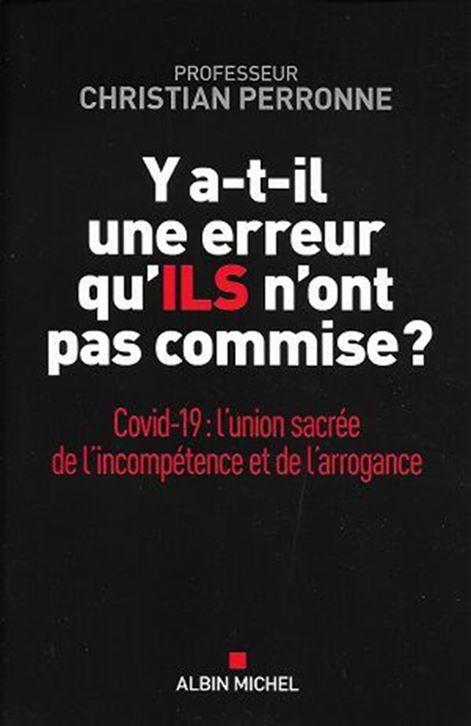 PROFESSEUR
CHRISTIAN PERRONNE
Y a-t-il
une erreur
qu'ILS n'ont
pas commise ?
Covid-19 : l'union sacrée
de l'incompétence et de l'arrogance
ALBIN MICHEL